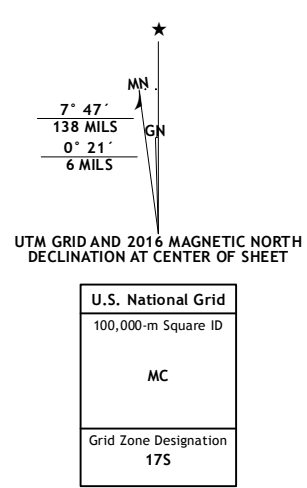 ★
MN
7° 47´
138 MILS
GN
0° 21´
6 MILS
UTM GRID AND 2016 MAGNETIC NORTH
DECLINATION AT CENTER OF SHEET
U.S. National Grid
100,000-m Square ID
MC
Grid Zone Designation
17S